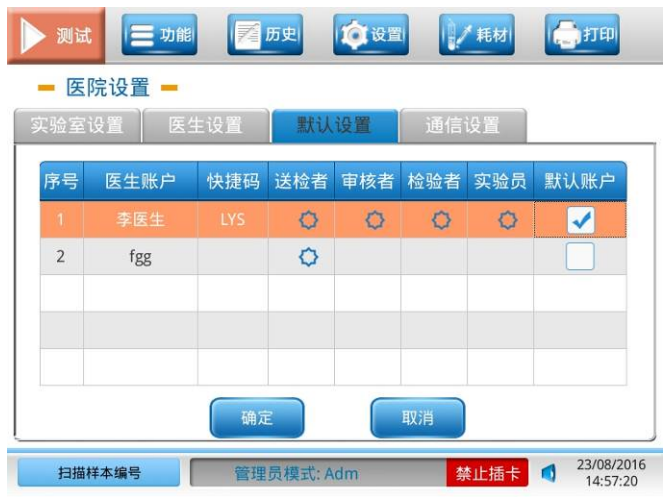 测试 功能 历史 设置 耗材 打印
医院设置
实验室设置 医生设置 默认设置 通信设置
序号 医生账户 快捷码 送检者 审核者 检验者 实验员 默认账户
1 李医生 LYS
2 fgg
确定 取消
扫描样本编号 管理员模式: Adm 禁止插卡 23/08/2016
14:57:20